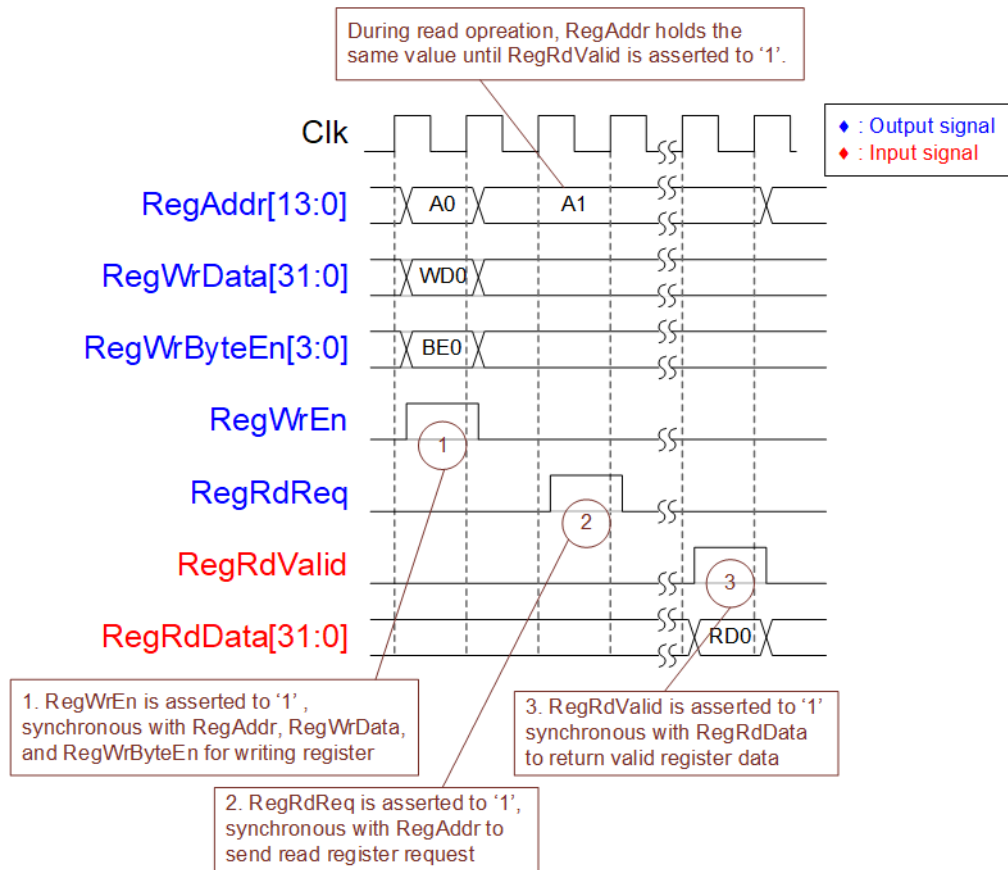 During read opreation, RegAddr holds the
same value until RegRdValid is asserted to ‘1’.
Clk
♦ : Output signal
♦ : Input signal
RegAddr[13:0]
A0
A1
RegWrData[31:0]
WD0
RegWrByteEn[3:0]
BE0
RegWrEn
1
RegRdReq
2
RegRdValid
3
RegRdData[31:0]
RD0
1. RegWrEn is asserted to ‘1’ ,
synchronous with RegAddr, RegWrData,
and RegWrByteEn for writing register
3. RegRdValid is asserted to ‘1’
synchronous with RegRdData
to return valid register data
2. RegRdReq is asserted to ‘1’,
synchronous with RegAddr to
send read register request